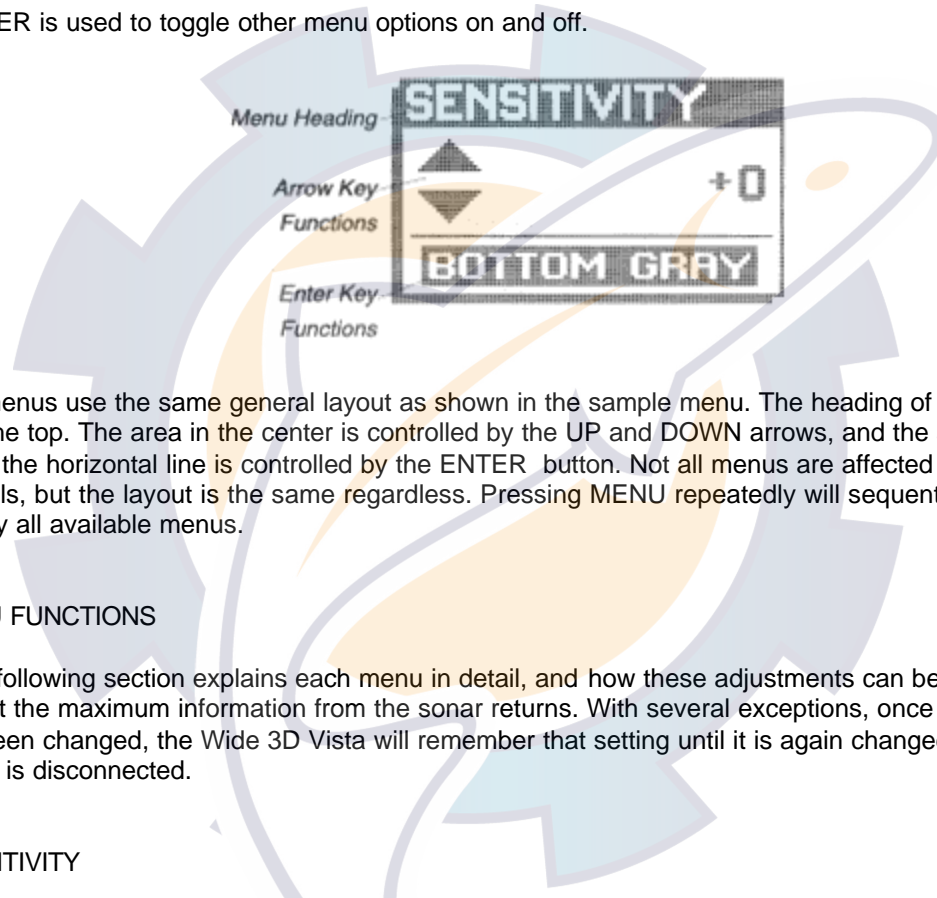 ER is used to toggle other menu options on and off.
Menu Heading
SENSITIVITY
Arrow Key
Functions
+0
BOTTOM GRAY
Enter Key
Functions
enus use the same general layout as shown in the sample menu. The heading of
e top. The area in the center is controlled by the UP and DOWN arrows, and the
the horizontal line is controlled by the ENTER button. Not all menus are affected
ls, but the layout is the same regardless. Pressing MENU repeatedly will sequent
y all available menus.
FUNCTIONS
following section explains each menu in detail, and how these adjustments can be
t the maximum information from the sonar returns. With several exceptions, once
een changed, the Wide 3D Vista will remember that setting until it is again change
is disconnected.
ITIVITY